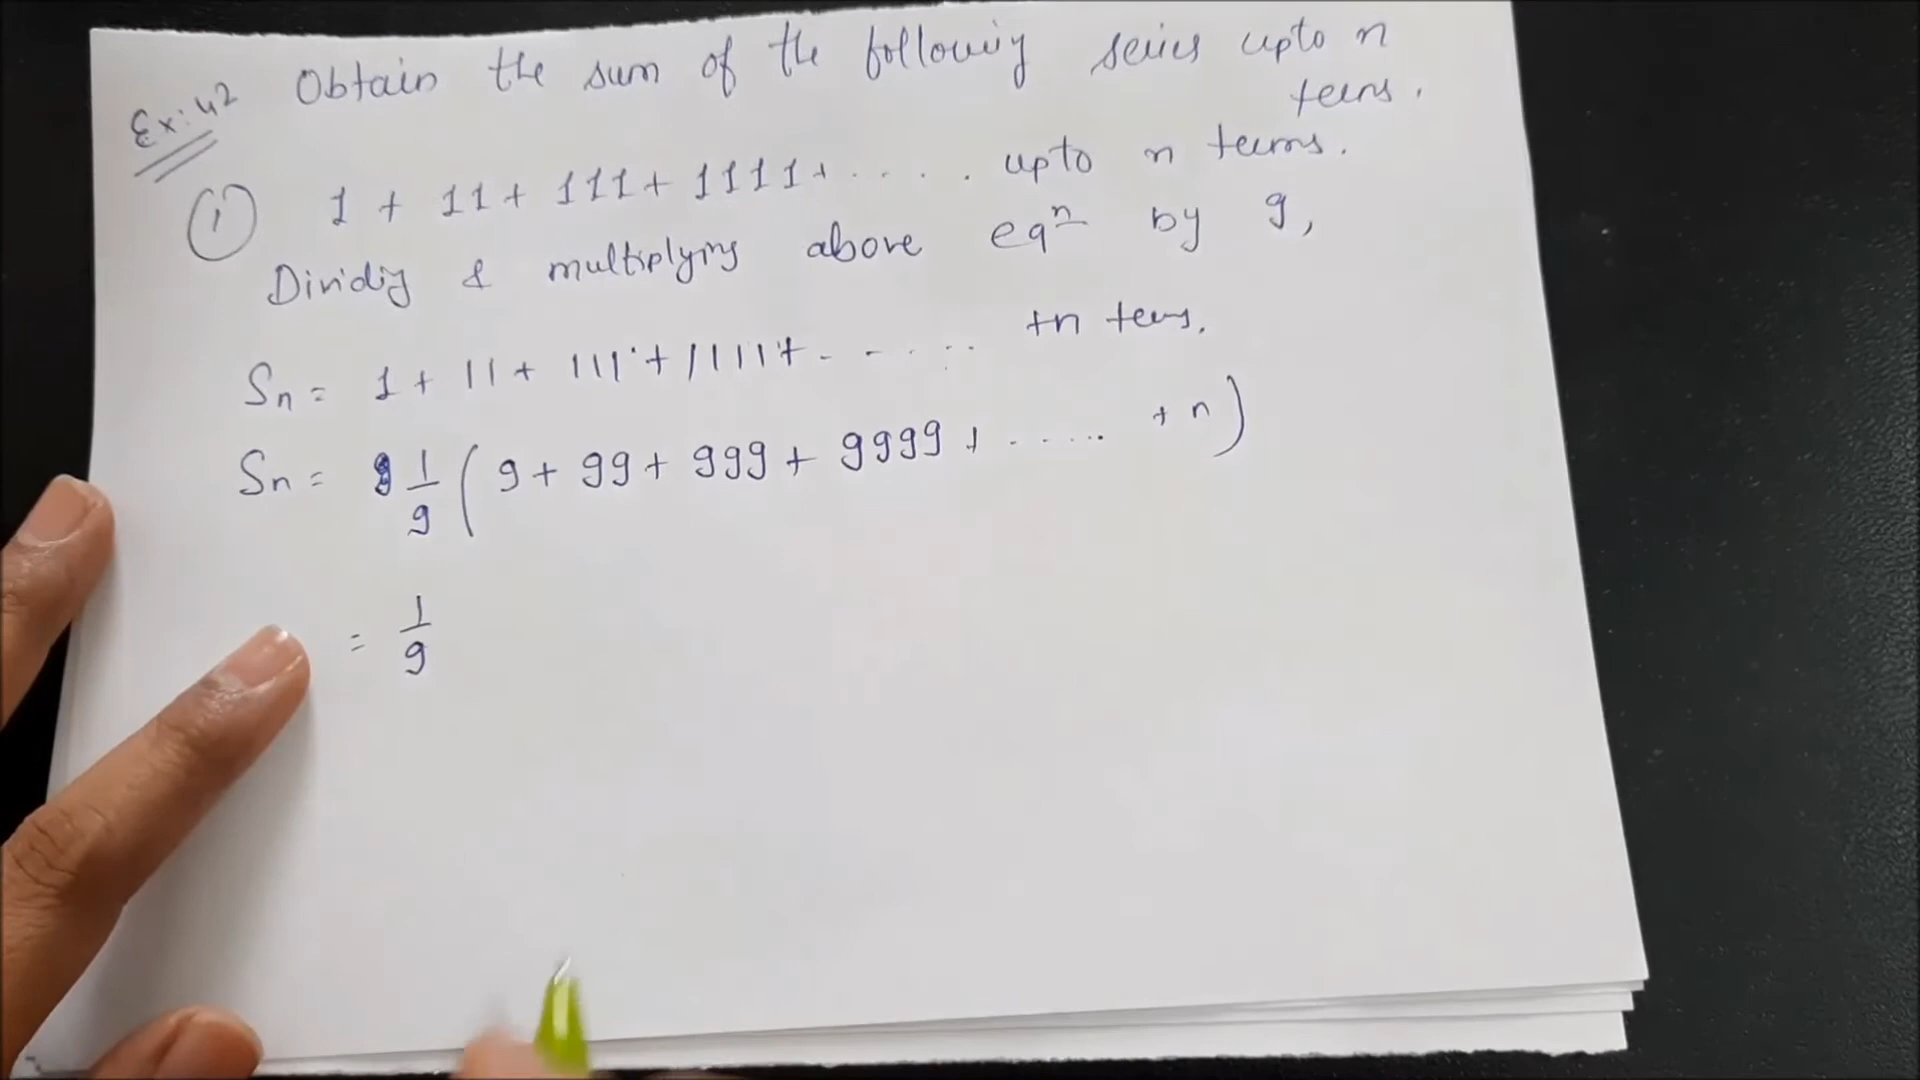 Ex: 42 Obtain the sum of the following series upto n
terms.
(1) 1 + 11 + 111 + 1111 + ..... upto n terms.
Dividig & multiplying above eqⁿ by 9,
Sn = 1 + 11 + 111 + 1111 + ...... +n terms.
Sn = 1/9 ( 9 + 99 + 999 + 9999 + ..... + n )
= 1/9